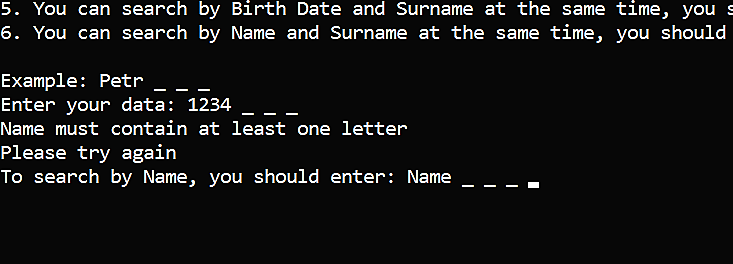 5. You can search by Birth Date and Surname at the same time, you s
6. You can search by Name and Surname at the same time, you should
Example: Petr _ _ _
Enter your data: 1234 _ _ _
Name must contain at least one letter
Please try again
To search by Name, you should enter: Name _ _ _